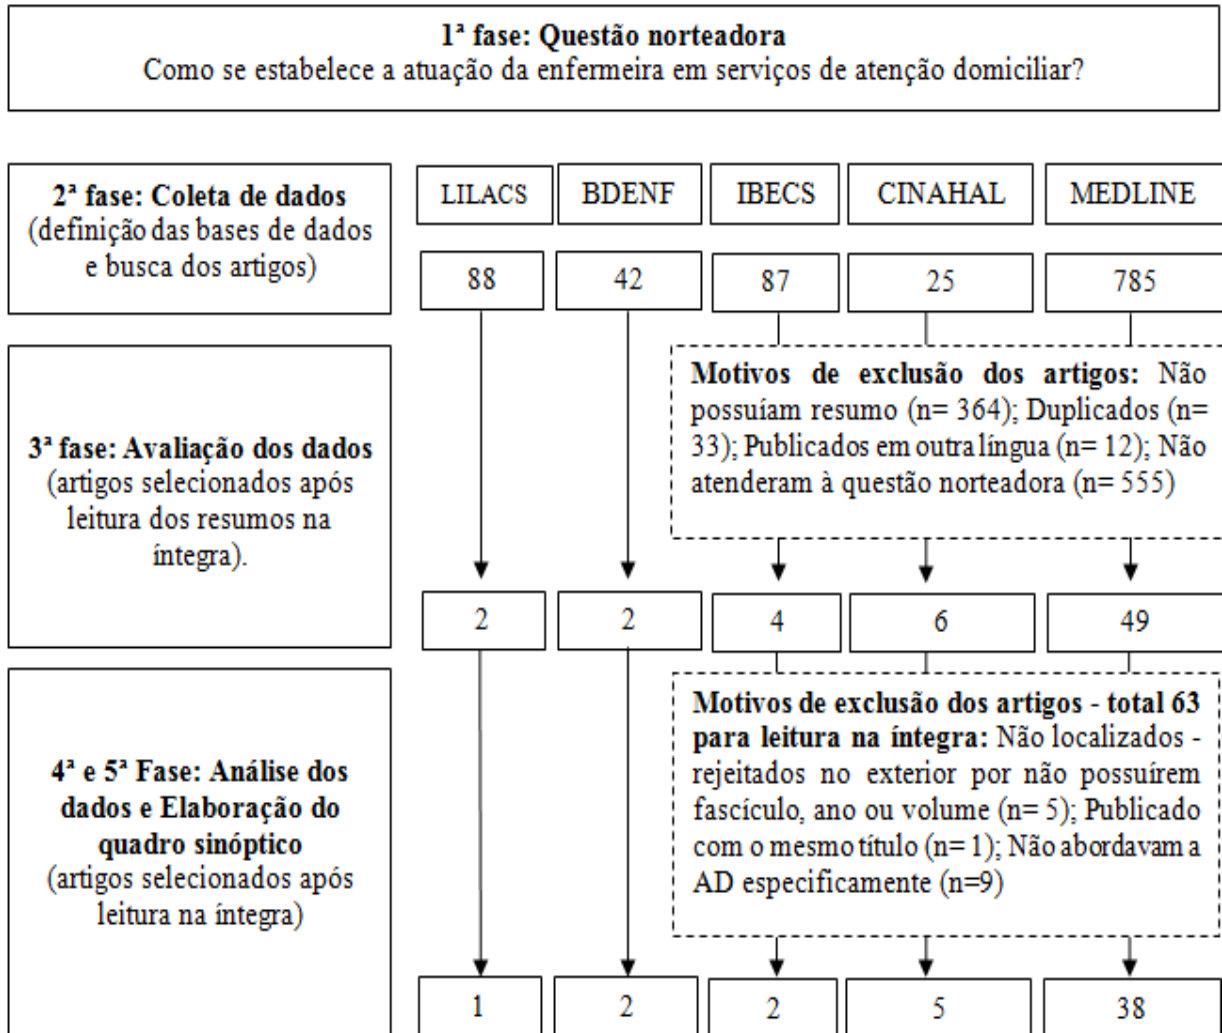 1ª fase: Questão norteadora
Como se estabelece a atuação da enfermeira em serviços de atenção domiciliar?
2ª fase: Coleta de dados
(definição das bases de dados
e busca dos artigos)
LILACS
BDENF
IBECS
CINAHAL
MEDLINE
88
42
87
25
785
3ª fase: Avaliação dos dados
(artigos selecionados após
leitura dos resumos na
íntegra).
Motivos de exclusão dos artigos: Não
possuíam resumo (n= 364); Duplicados (n=
33); Publicados em outra língua (n= 12); Não
atenderam à questão norteadora (n= 555)
2
2
4
6
49
4ª e 5ª Fase: Análise dos
dados e Elaboração do
quadro sinóptico
(artigos selecionados após
leitura na íntegra)
Motivos de exclusão dos artigos - total 63
para leitura na íntegra: Não localizados -
rejeitados no exterior por não possuírem
fascículo, ano ou volume (n= 5); Publicado
com o mesmo título (n= 1); Não abordavam a
AD especificamente (n=9)
1
2
2
5
38